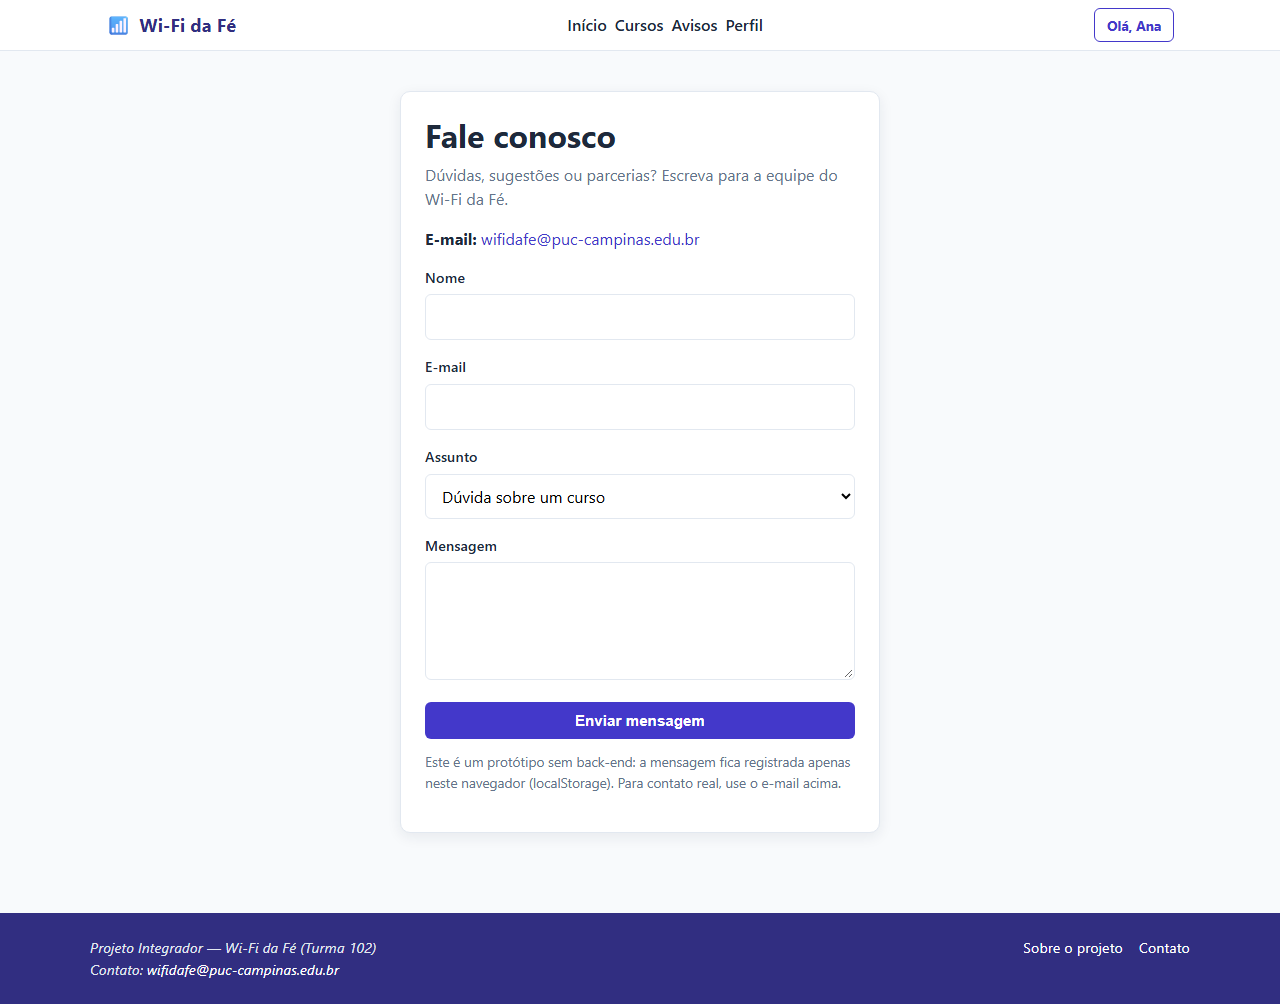 Wi-Fi da Fé
Início Cursos Avisos Perfil
Olá, Ana
Fale conosco
Dúvidas, sugestões ou parcerias? Escreva para a equipe do
Wi-Fi da Fé.
E-mail: wifidafe@puc-campinas.edu.br
Nome
E-mail
Assunto
Dúvida sobre um curso
Mensagem
Enviar mensagem
Este é um protótipo sem back-end: a mensagem fica registrada apenas
neste navegador (localStorage). Para contato real, use o e-mail acima.
Projeto Integrador — Wi-Fi da Fé (Turma 102)
Contato: wifidafe@puc-campinas.edu.br
Sobre o projeto Contato